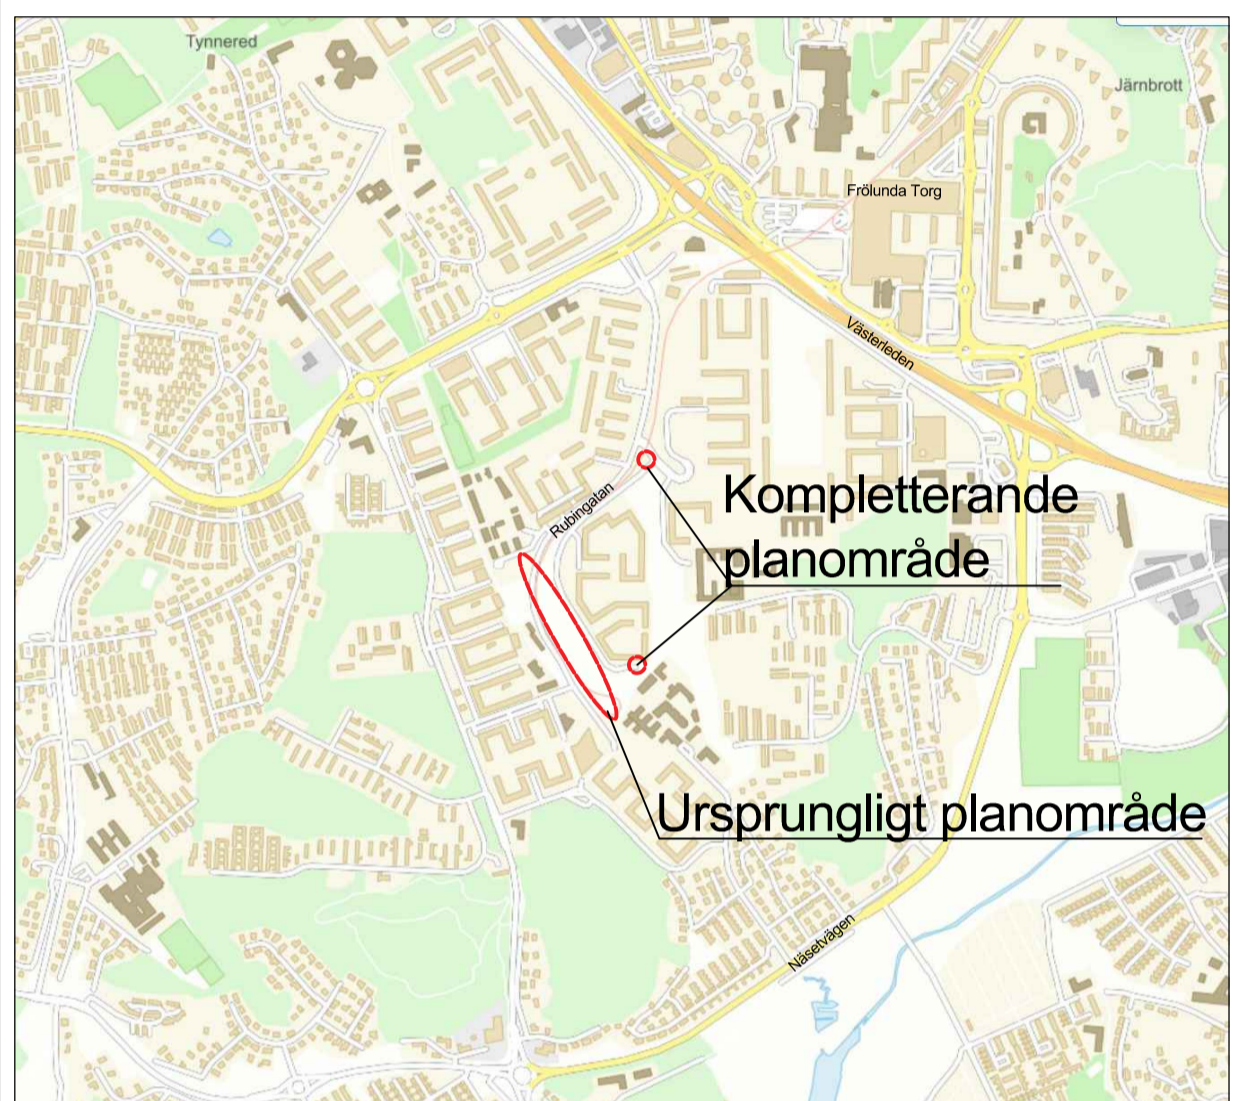 Tynnered
Järnbrott
Frölunda Torg
Västerleden
Kompletterande
planområde
Rubingatan
Ursprungligt planområde
Näsetvägen